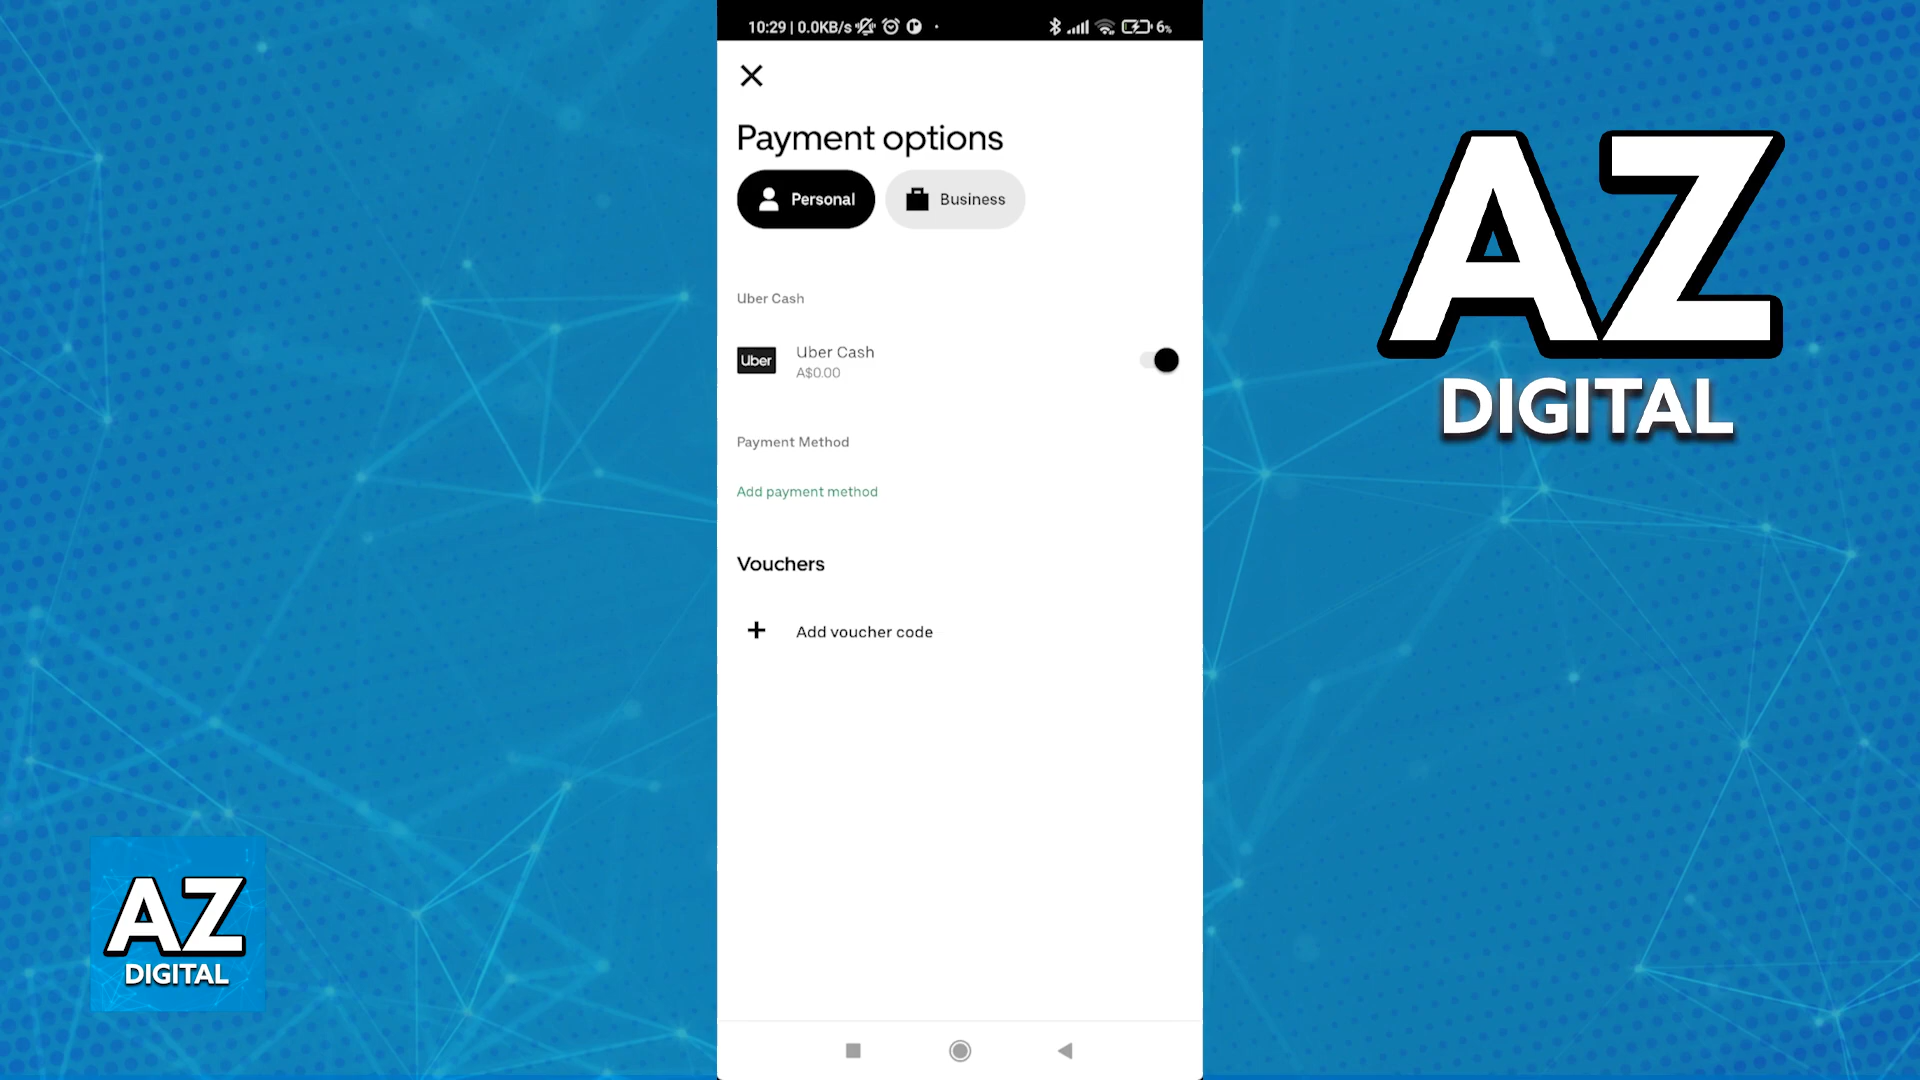 10:29 | 0.0KB/s
6%
Payment options
Personal
Business
Uber Cash
Uber
Uber Cash
A$0.00
Payment Method
Add payment method
Vouchers
+ Add voucher code
AZ
DIGITAL
AZ
DIGITAL